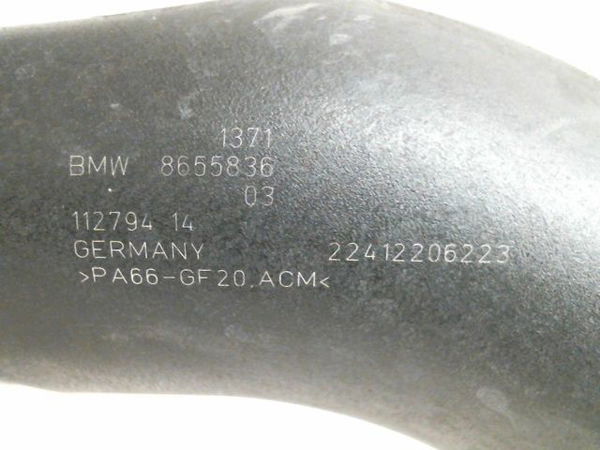 1371
BMW 8655836
03
112794 14
GERMANY 22412206223
>PA66-GF20.ACM<